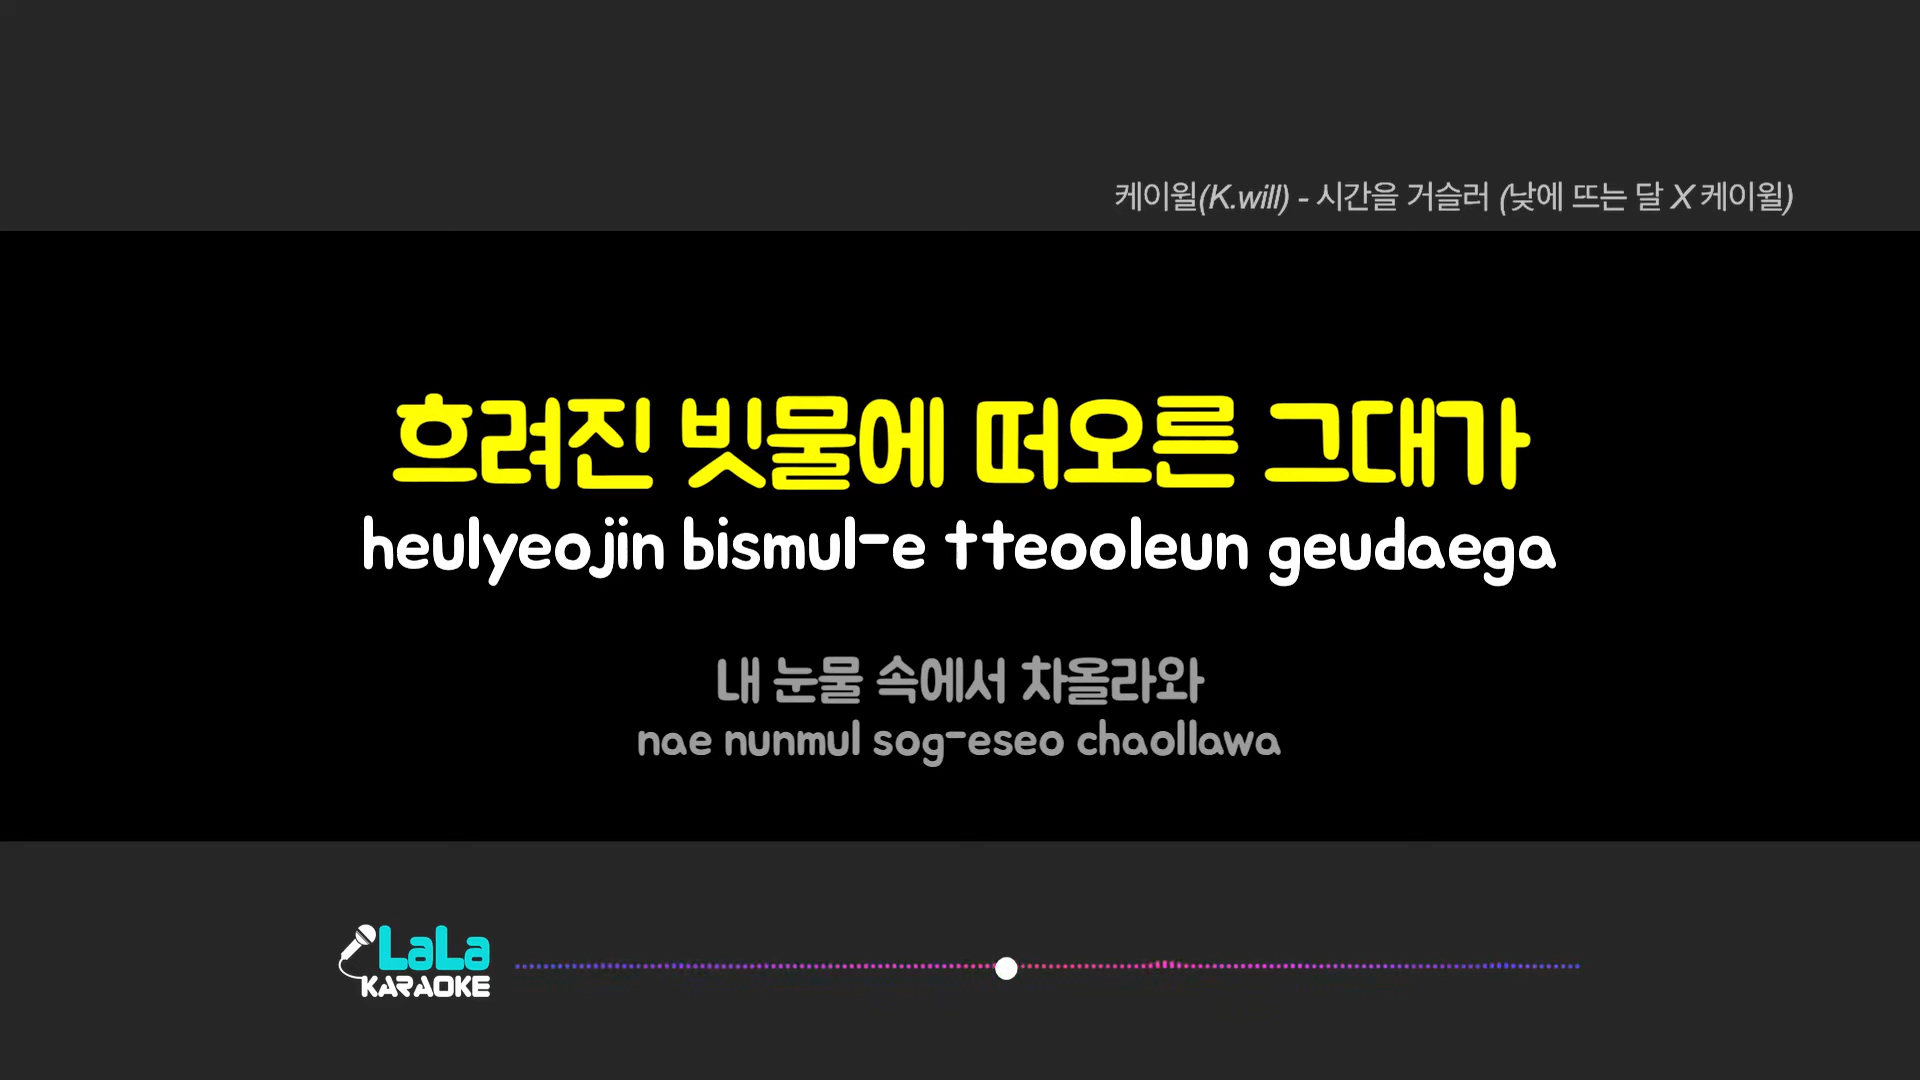 케이윌(K.will) - 시간을 거슬러 (낮에 뜨는 달 X 케이윌)
흐려진 빗물에 떠오른 그대가
heulyeojin bismul-e tteooleun geudaega
내 눈물 속에서 차올라와
nae nunmul sog-eseo chaollawa
LaLa
KARAOKE